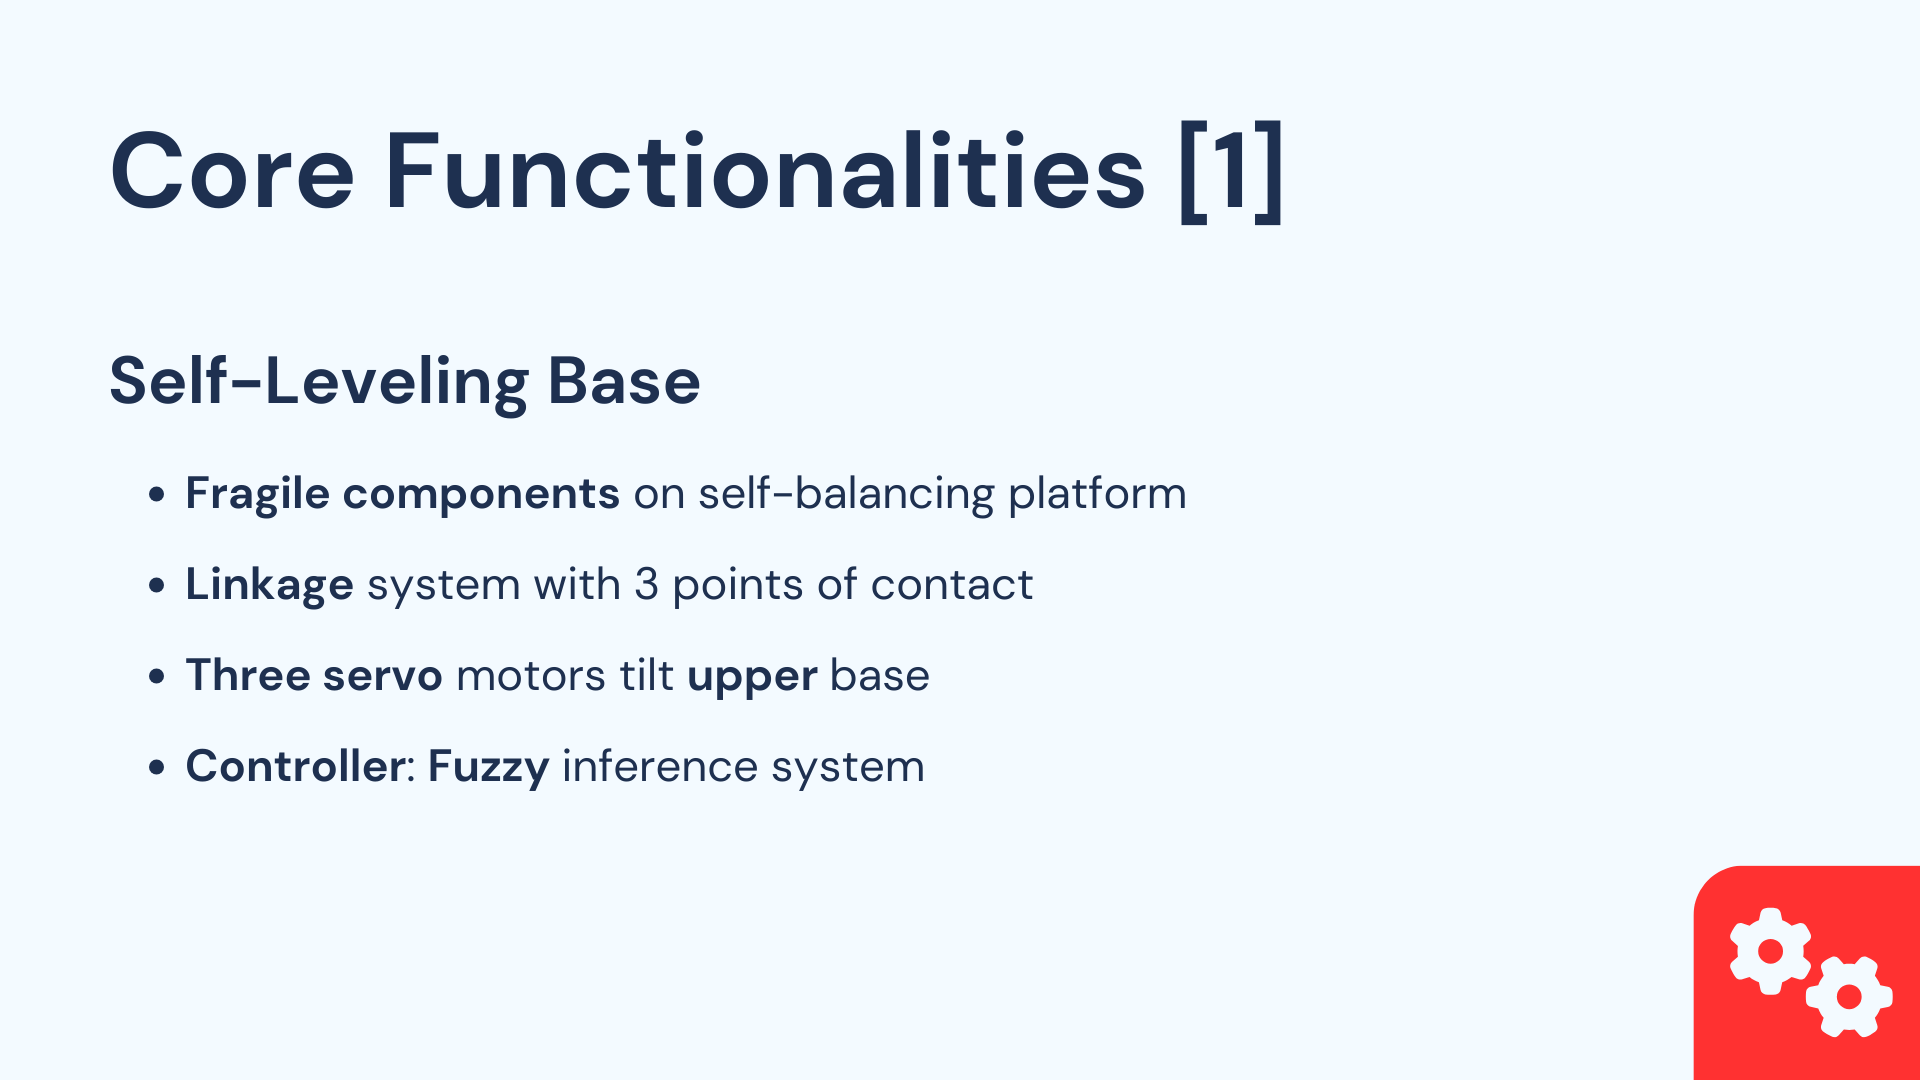 Core Functionalities [1]
Self-Leveling Base
• Fragile components on self-balancing platform
• Linkage system with 3 points of contact
• Three servo motors tilt upper base
• Controller: Fuzzy inference system